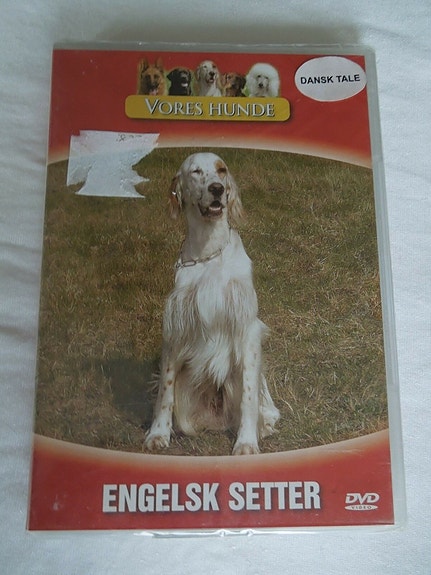 VORES HUNDE
DANSK TALE
ENGELSK SETTER
DVD
VIDEO